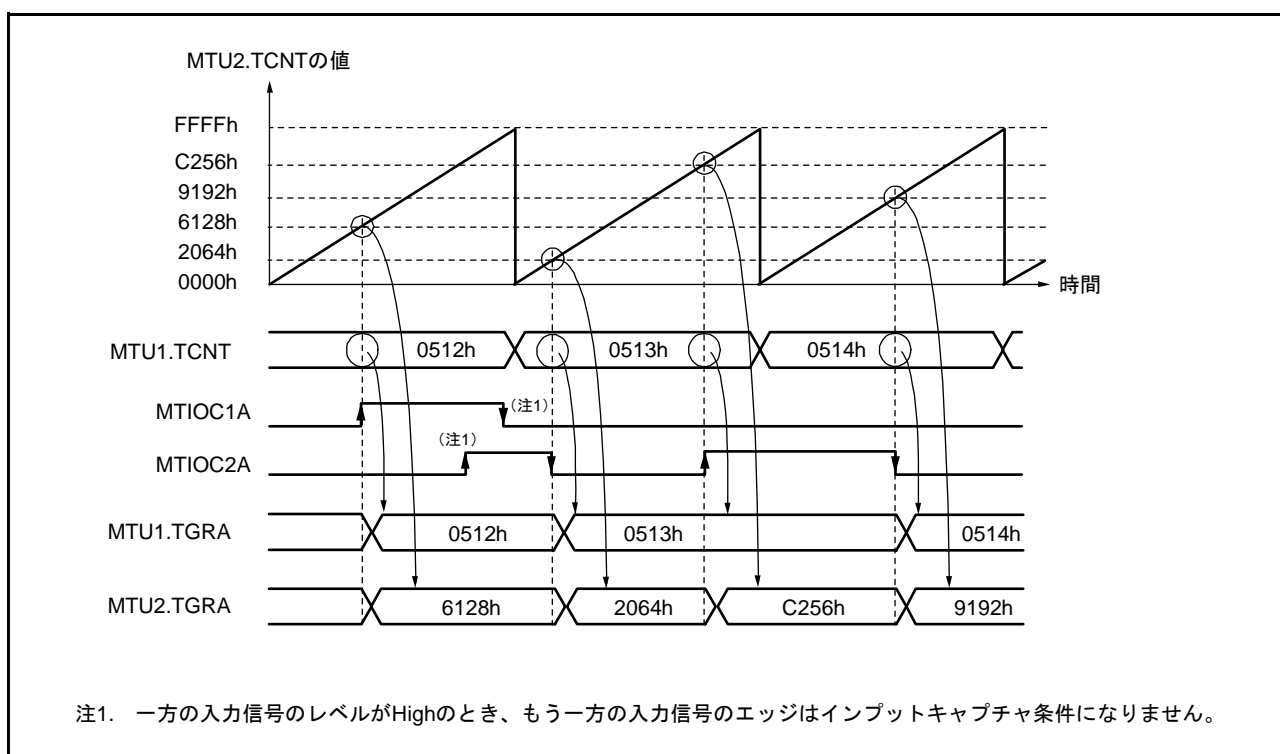 MTU2.TCNTの値
FFFFh
C256h
9192h
6128h
2064h
0000h
時間
MTU1.TCNT
0512h
0513h
0514h
MTIOC1A
（注1）
（注1）
MTIOC2A
MTU1.TGRA
0512h
0513h
0514h
MTU2.TGRA
6128h
2064h
C256h
9192h
注1. 一方の入力信号のレベルがHighのとき、もう一方の入力信号のエッジはインプットキャプチャ条件になりません。